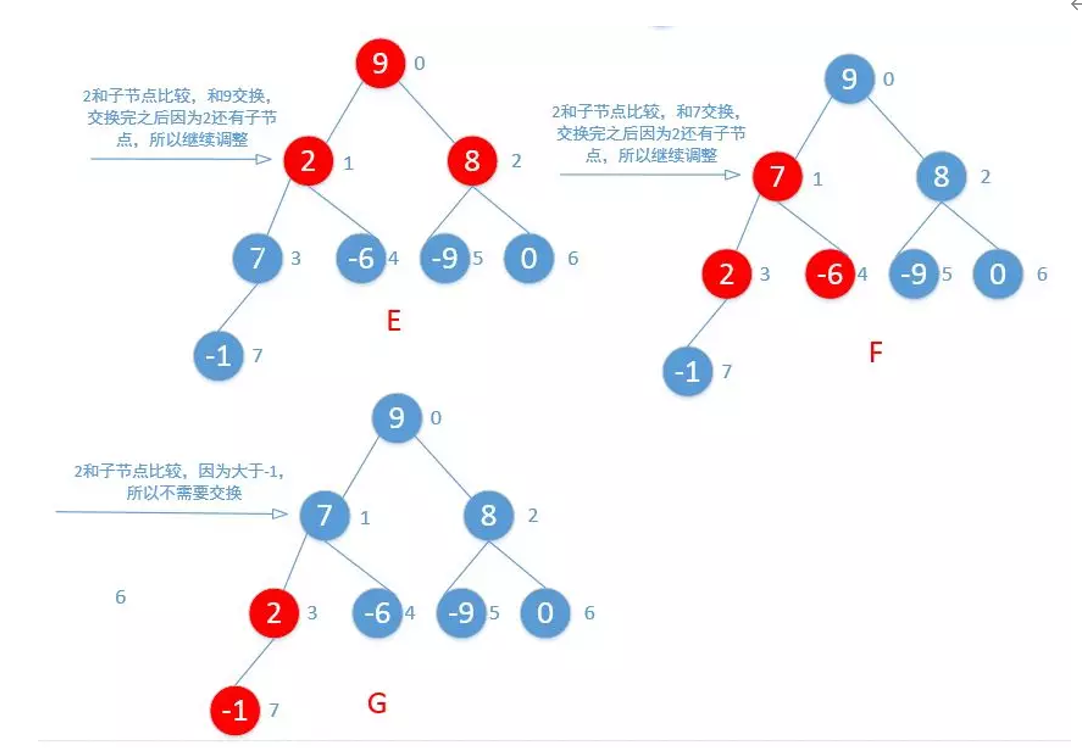 2和子节点比较，和9交换，
交换完之后因为2还有子节
点，所以继续调整
9 0
2 1
8 2
7 3
-6 4
-9 5
0 6
-1 7
E
2和子节点比较，和7交换，
交换完之后因为2还有子节
点，所以继续调整
9 0
7 1
8 2
2 3
-6 4
-9 5
0 6
-1 7
F
2和子节点比较，因为大于-1，
所以不需要交换
6
9 0
7 1
8 2
2 3
-6 4
-9 5
0 6
-1 7
G